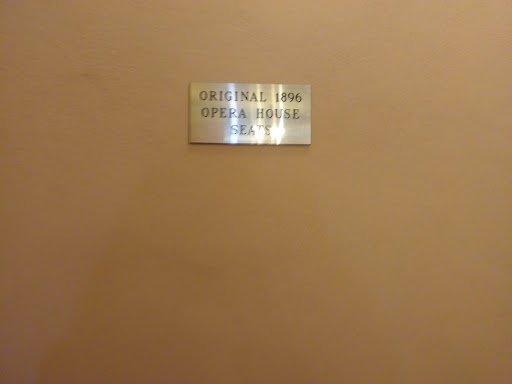 ORIGINAL 1896
OPERA HOUSE
SEATS